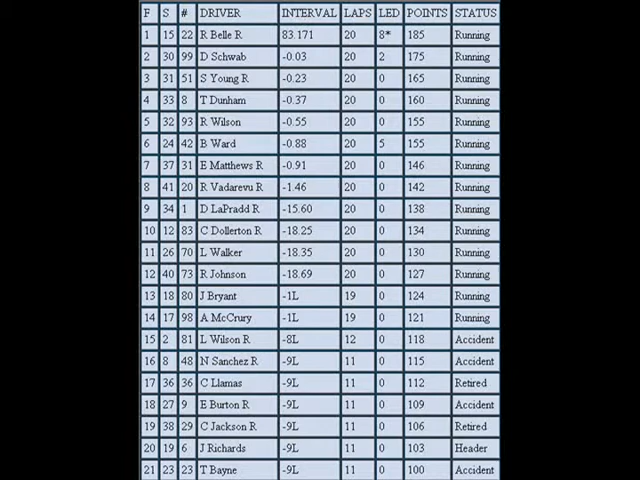 F S # DRIVER INTERVAL LAPS LED POINTS STATUS
1 15 22 R Belle R 83.171 20 8* 185 Running
2 30 99 D Schwab -0.03 20 2 175 Running
3 31 51 S Young R -0.23 20 0 165 Running
4 33 8 T Dunham -0.37 20 0 160 Running
5 32 93 R Wilson -0.55 20 0 155 Running
6 24 42 B Ward -0.88 20 5 155 Running
7 37 31 E Matthews R -0.91 20 0 146 Running
8 41 20 R Vadarevu R -1.46 20 0 142 Running
9 34 1 D LaPradd R -15.60 20 0 138 Running
10 12 83 C Dollerton R -18.25 20 0 134 Running
11 26 70 L Walker -18.35 20 0 130 Running
12 40 73 R Johnson -18.69 20 0 127 Running
13 18 80 J Bryant -1L 19 0 124 Running
14 17 98 A McCrury -1L 19 0 121 Running
15 2 81 L Wilson R -8L 12 0 118 Accident
16 8 48 N Sanchez R -9L 11 0 115 Accident
17 36 36 C Llamas -9L 11 0 112 Retired
18 27 9 E Burton R -9L 11 0 109 Accident
19 38 29 C Jackson R -9L 11 0 106 Retired
20 19 6 J Richards -9L 11 0 103 Header
21 23 23 T Bayne -9L 11 0 100 Accident